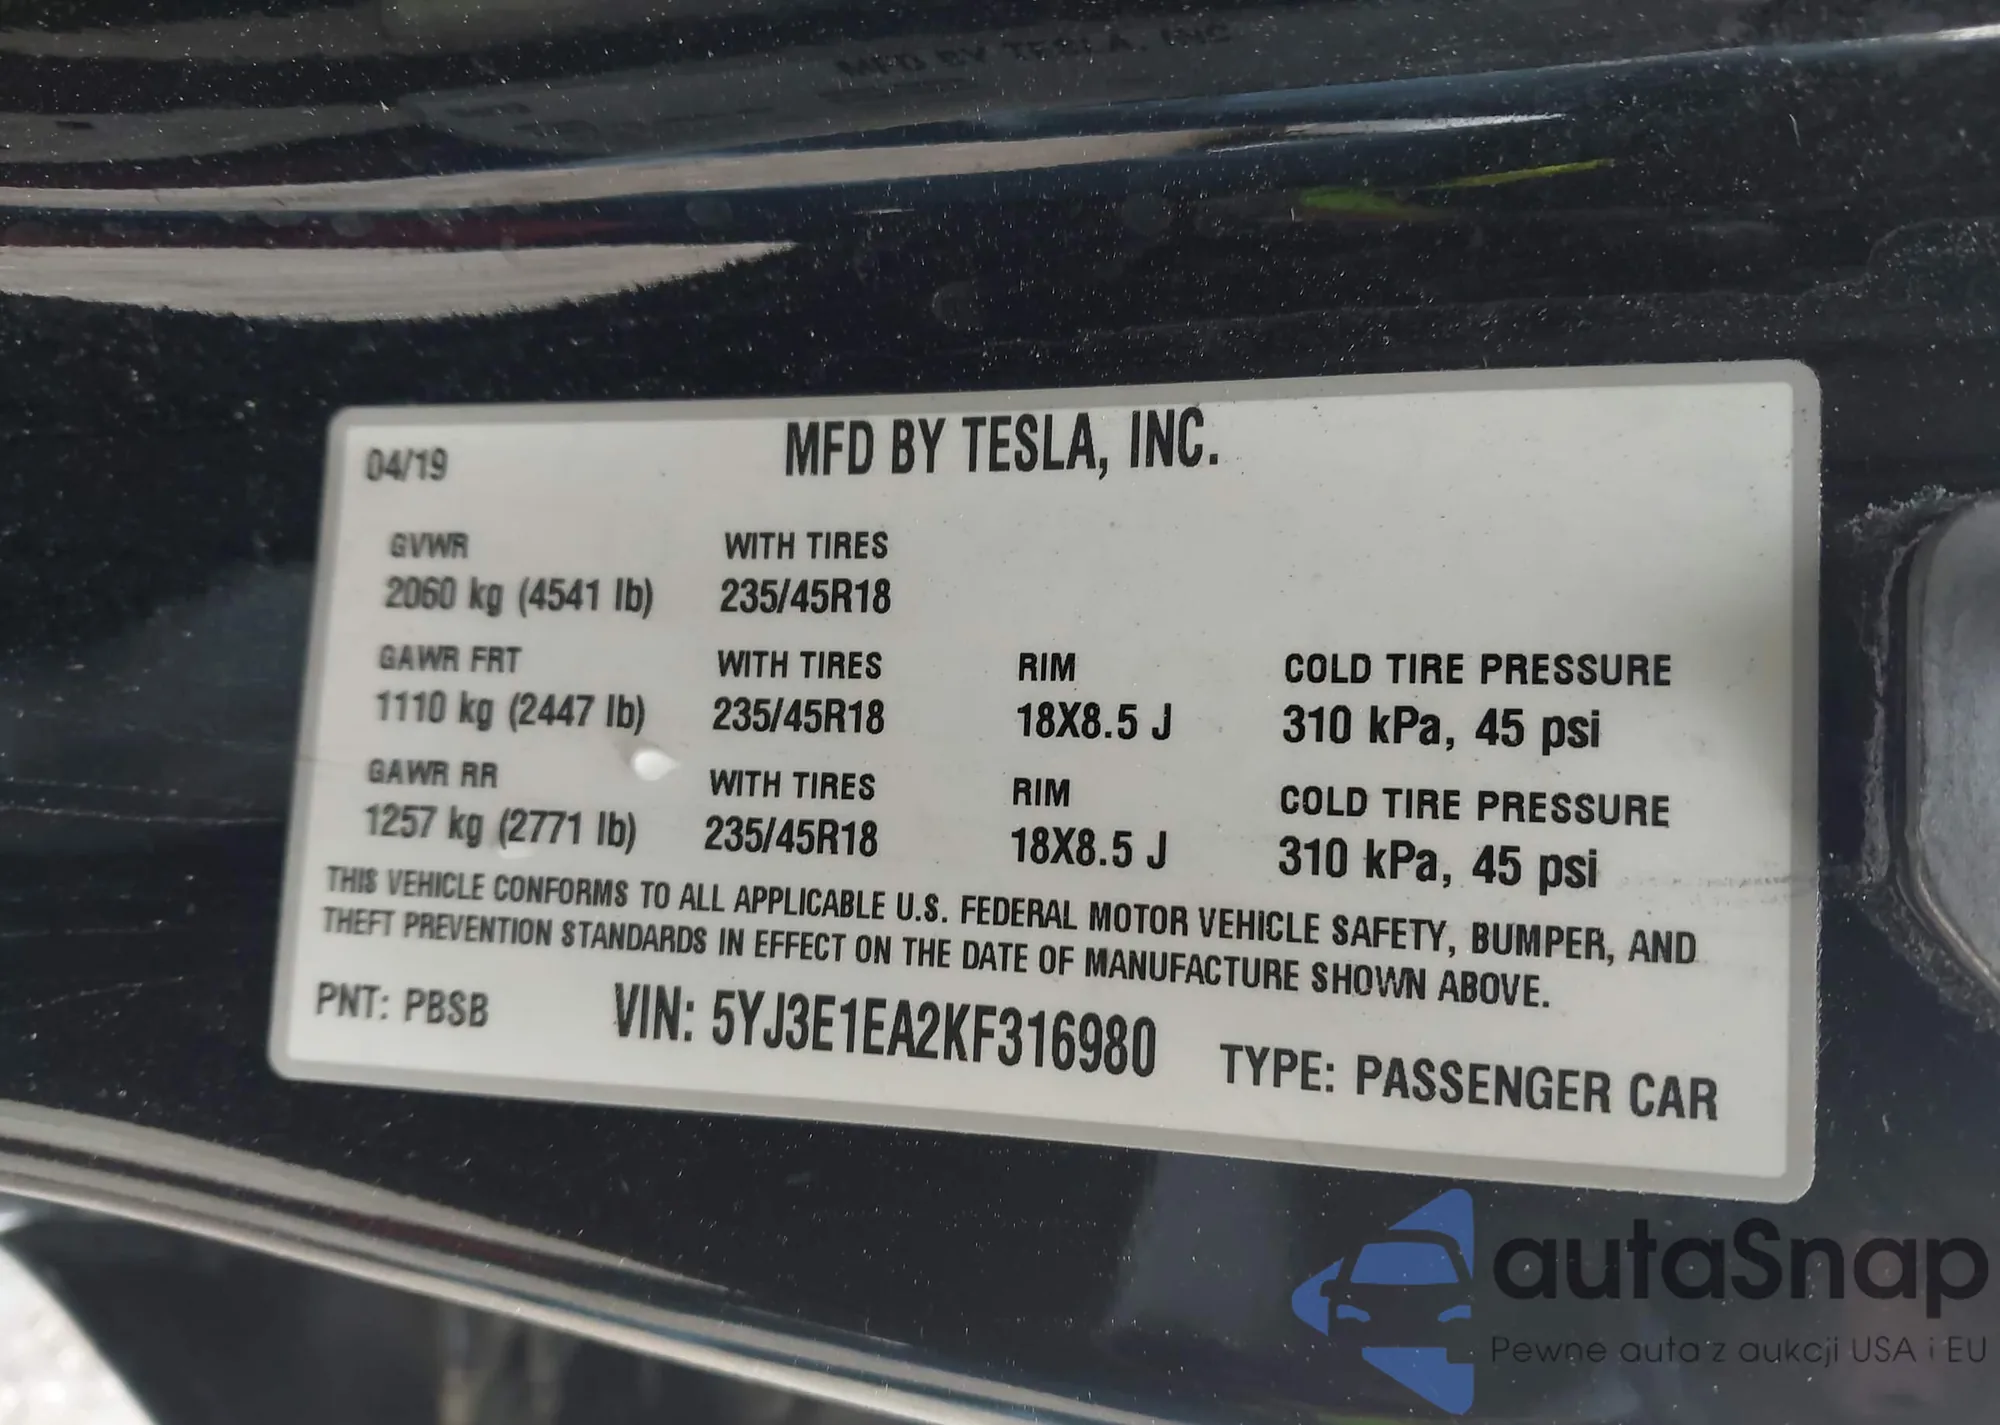 MFD BY TESLA, INC.
04/19 MFD BY TESLA, INC.
GVWR WITH TIRES
2060 kg (4541 lb) 235/45R18
GAWR FRT WITH TIRES RIM COLD TIRE PRESSURE
1110 kg (2447 lb) 235/45R18 18X8.5 J 310 kPa, 45 psi
GAWR RR WITH TIRES RIM COLD TIRE PRESSURE
1257 kg (2771 lb) 235/45R18 18X8.5 J 310 kPa, 45 psi
THIS VEHICLE CONFORMS TO ALL APPLICABLE U.S. FEDERAL MOTOR VEHICLE SAFETY, BUMPER, AND
THEFT PREVENTION STANDARDS IN EFFECT ON THE DATE OF MANUFACTURE SHOWN ABOVE.
PNT: PBSB VIN: 5YJ3E1EA2KF316980 TYPE: PASSENGER CAR
autaSnap
Pewne auta z aukcji USA i EU